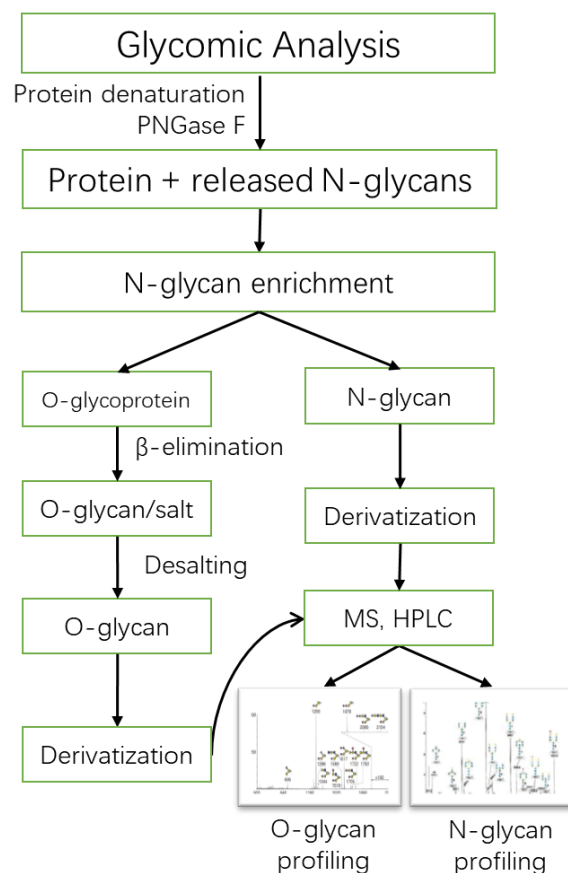 Glycomic Analysis
Protein denaturation
PNGase F
Protein + released N-glycans
N-glycan enrichment
O-glycoprotein
N-glycan
β-elimination
O-glycan/salt
Derivatization
Desalting
O-glycan
MS, HPLC
Derivatization
O-glycan
profiling
N-glycan
profiling